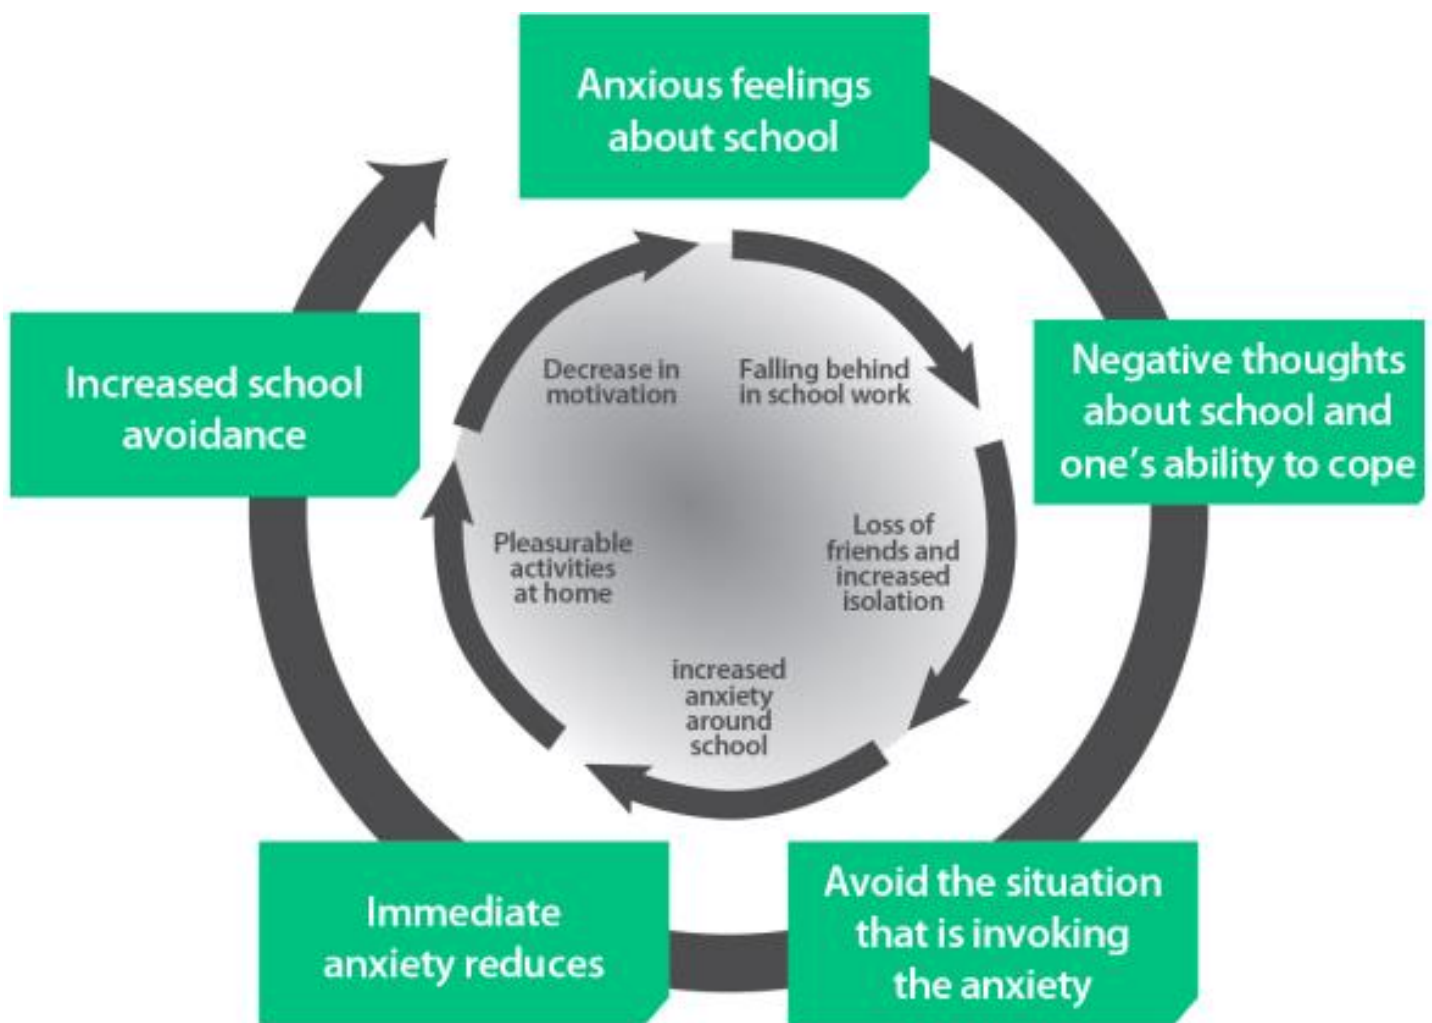 Anxious feelings
about school
Negative thoughts
about school and
one's ability to cope
Avoid the situation
that is invoking
the anxiety
Immediate
anxiety reduces
Increased school
avoidance
Falling behind
in school work
Loss of
friends and
increased
isolation
increased
anxiety
around
school
Pleasurable
activities
at home
Decrease in
motivation